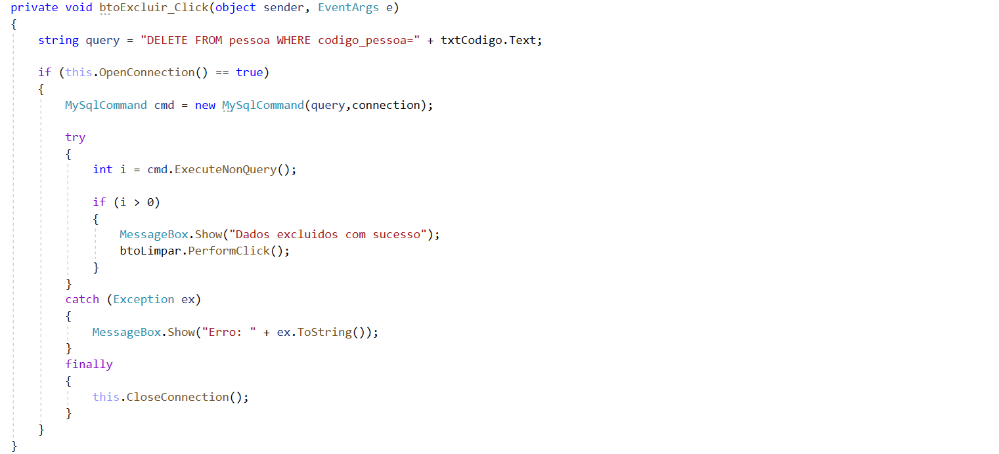 private void btoExcluir_Click(object sender, EventArgs e)
{
string query = "DELETE FROM pessoa WHERE codigo_pessoa=" + txtCodigo.Text;
if (this.OpenConnection() == true)
{
MySqlCommand cmd = new MySqlCommand(query,connection);
try
{
int i = cmd.ExecuteNonQuery();
if (i > 0)
{
MessageBox.Show("Dados excluidos com sucesso");
btoLimpar.PerformClick();
}
}
catch (Exception ex)
{
MessageBox.Show("Erro: " + ex.ToString());
}
finally
{
this.CloseConnection();
}
}
}